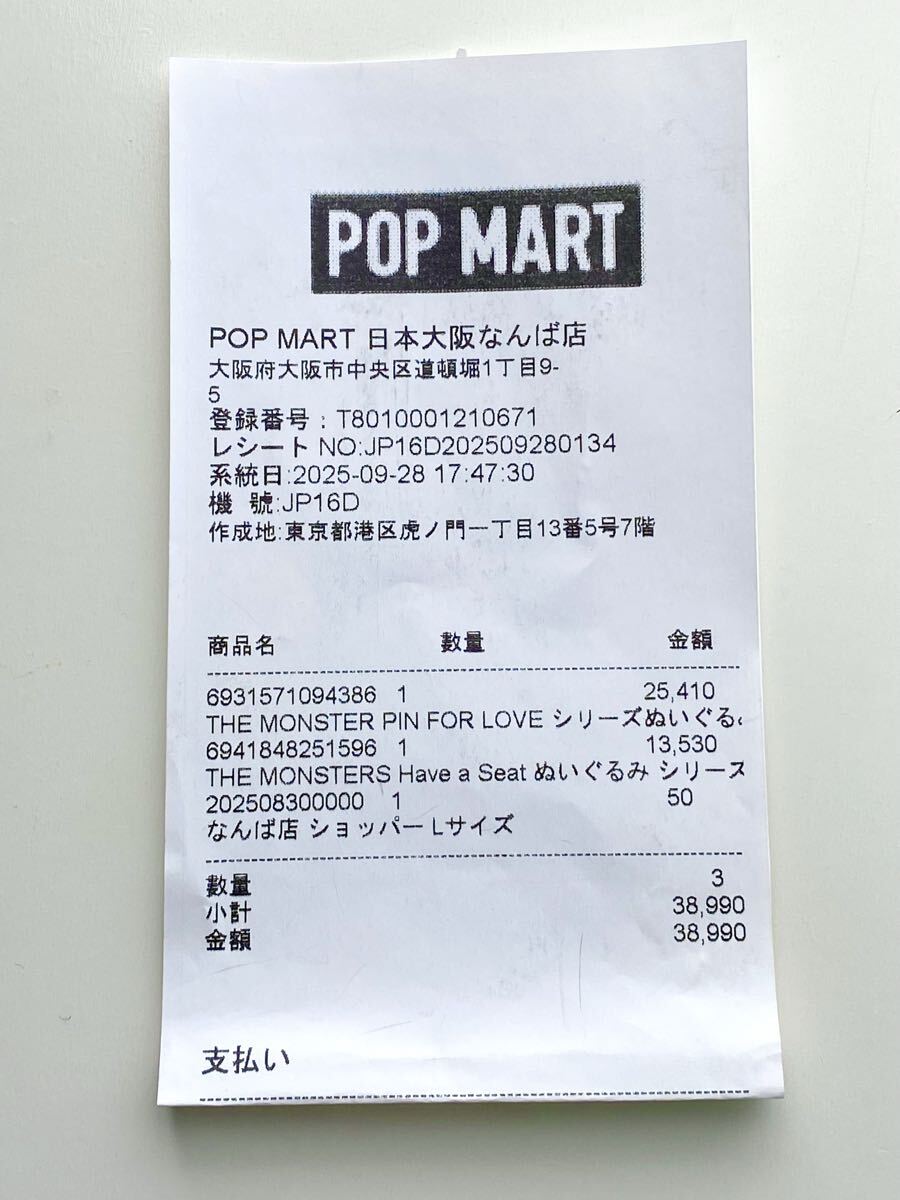 POP MART
POP MART 日本大阪なんば店
大阪府大阪市中央区道頓堀1丁目9-
5
登録番号：T8010001210671
レシート NO:JP16D202509280134
系統日:2025-09-28 17:47:30
機 號:JP16D
作成地:東京都港区虎ノ門一丁目13番5号7階
商品名 數量 金額
6931571094386 1 25,410
THE MONSTER PIN FOR LOVE シリーズぬいぐる
6941848251596 1 13,530
THE MONSTERS Have a Seat ぬいぐるみ シリーズ
202508300000 1 50
なんば店 ショッパー Lサイズ
數量 3
小計 38,990
金額 38,990
支払い